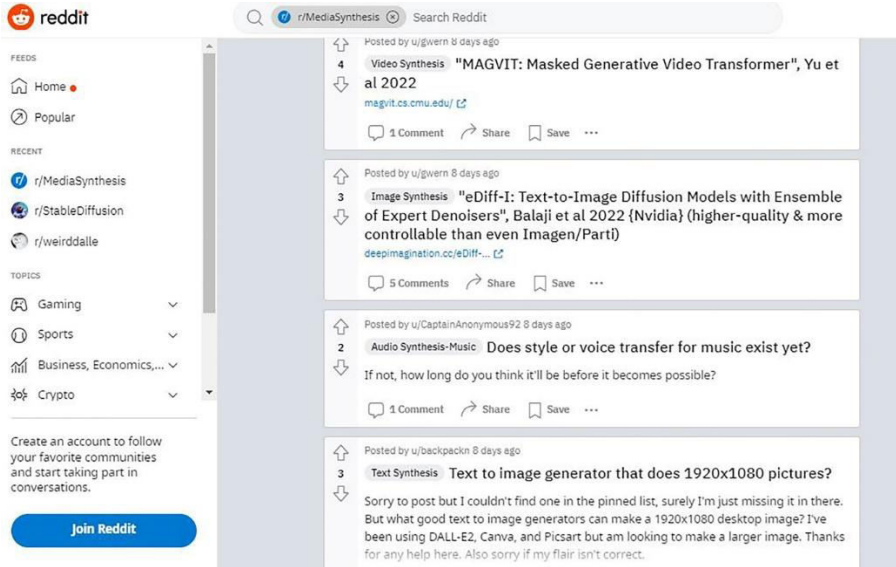 reddit
r/MediaSynthesis
Search Reddit
FEEDS
Home
Popular
RECENT
r/MediaSynthesis
r/StableDiffusion
r/weirddalle
TOPICS
Gaming
Sports
Business, Economics,...
Crypto
Create an account to follow
your favorite communities
and start taking part in
conversations.
Join Reddit
Posted by u/gwern 8 days ago
4
Video Synthesis "MAGVIT: Masked Generative Video Transformer", Yu et
al 2022
magvit.cs.cmu.edu/
1 Comment Share Save ...
Posted by u/gwern 8 days ago
3
Image Synthesis "eDiff-I: Text-to-Image Diffusion Models with Ensemble
of Expert Denoisers", Balaji et al 2022 {Nvidia} (higher-quality & more
controllable than even Imagen/Parti)
deepimagination.cc/eDiff-...
5 Comments Share Save ...
Posted by u/CaptainAnonymous92 8 days ago
2
Audio Synthesis-Music Does style or voice transfer for music exist yet?
If not, how long do you think it'll be before it becomes possible?
1 Comment Share Save ...
Posted by u/backpackn 8 days ago
3
Text Synthesis Text to image generator that does 1920x1080 pictures?
Sorry to post but I couldn't find one in the pinned list, surely I'm just missing it in there.
But what good text to image generators can make a 1920x1080 desktop image? I've
been using DALL-E2, Canva, and Picsart but am looking to make a larger image. Thanks
for any help here. Also sorry if my flair isn't correct.